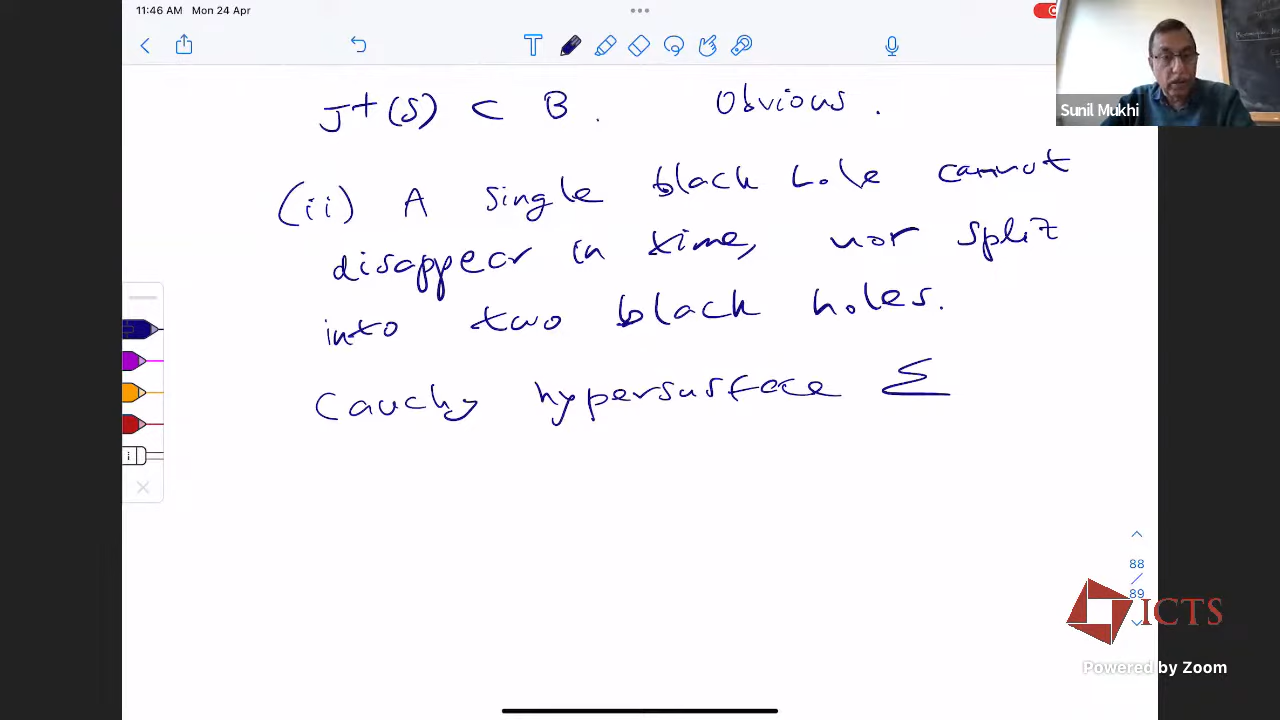 11:46 AM Mon 24 Apr
Sunil Mukhi
J+(S) ⊂ B. Obvious.
(ii) A single black hole cannot
disappear in time, nor split
into two black holes.
Cauchy hypersurface Σ
88
/
89
ICTS
Powered by Zoom